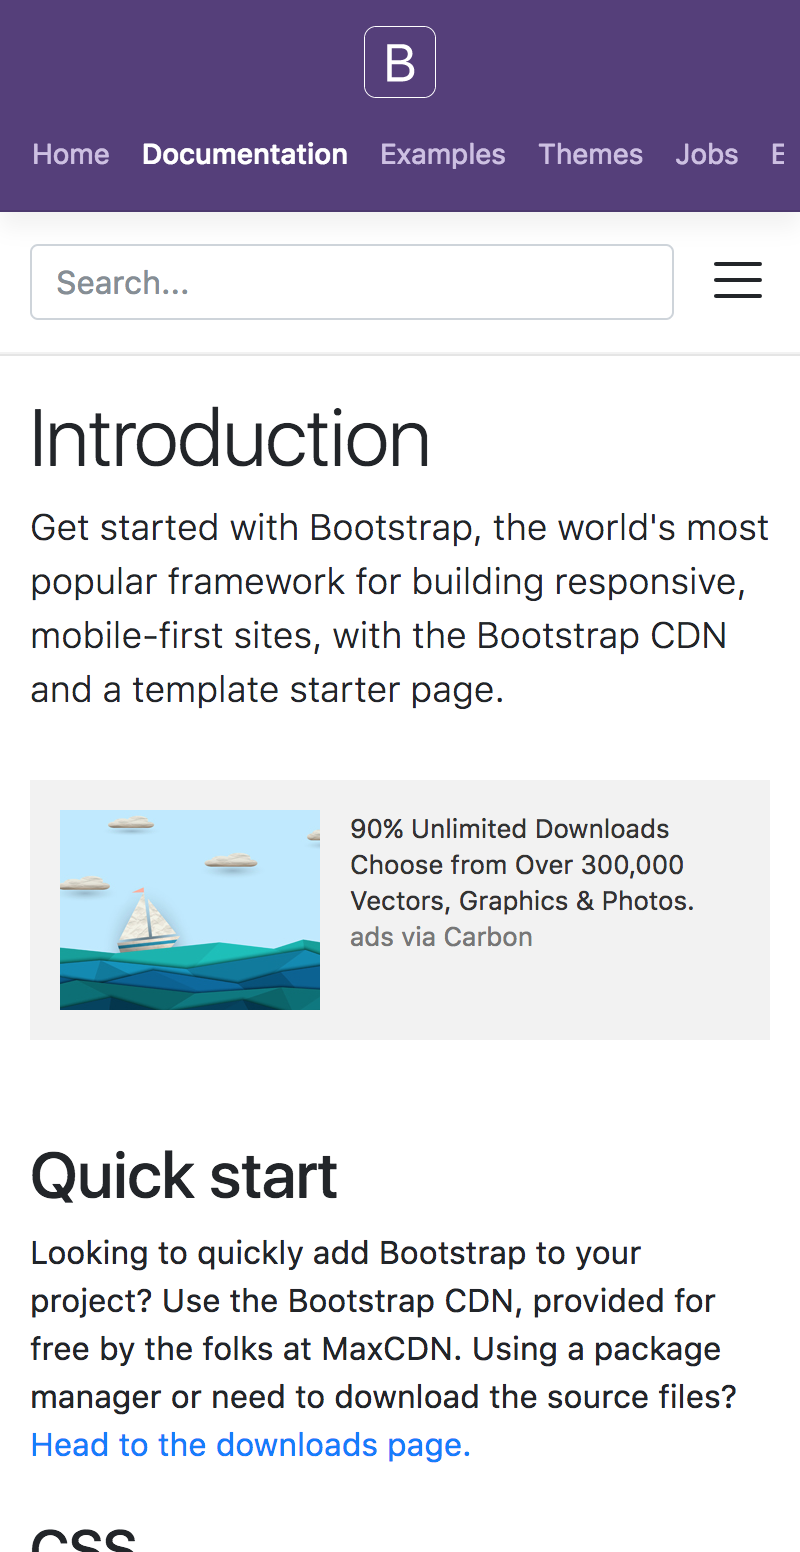 B
Home Documentation Examples Themes Jobs
Search...
Introduction
Get started with Bootstrap, the world's most
popular framework for building responsive,
mobile-first sites, with the Bootstrap CDN
and a template starter page.
90% Unlimited Downloads
Choose from Over 300,000
Vectors, Graphics & Photos.
ads via Carbon
Quick start
Looking to quickly add Bootstrap to your
project? Use the Bootstrap CDN, provided for
free by the folks at MaxCDN. Using a package
manager or need to download the source files?
Head to the downloads page.
CSS